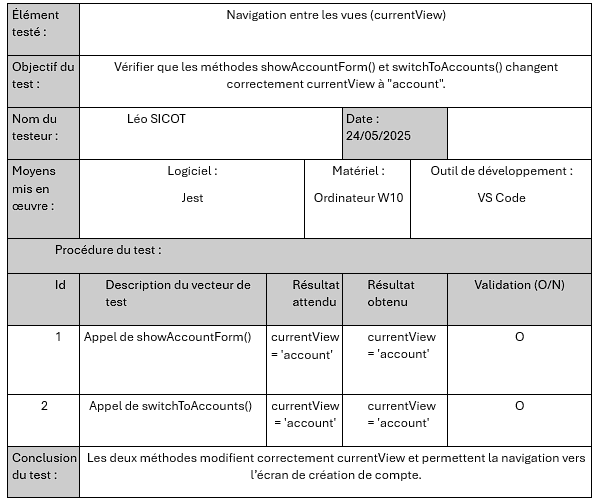 Élément
testé :
Navigation entre les vues (currentView)
Objectif du
test :
Vérifier que les méthodes showAccountForm() et switchToAccounts() changent
correctement currentView à "account".
Nom du
testeur :
Léo SICOT
Date :
24/05/2025
Moyens
mis en
œuvre :
Logiciel :
Jest
Matériel :
Ordinateur W10
Outil de développement :
VS Code
Procédure du test :
Id
Description du vecteur de
test
Résultat
attendu
Résultat
obtenu
Validation (O/N)
1
Appel de showAccountForm()
currentView
= 'account'
currentView
= 'account'
O
2
Appel de switchToAccounts()
currentView
= 'account'
currentView
= 'account'
O
Conclusion
du test :
Les deux méthodes modifient correctement currentView et permettent la navigation vers
l'écran de création de compte.